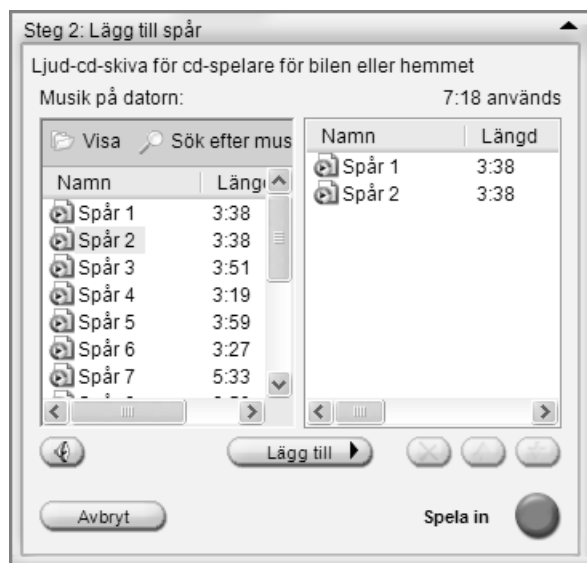 Steg 2: Lägg till spår
Ljud-cd-skiva för cd-spelare för bilen eller hemmet
Musik på datorn: 7:18 används
Visa Sök efter mus
Namn Läng
Spår 1 3:38
Spår 2 3:38
Spår 3 3:51
Spår 4 3:19
Spår 5 3:59
Spår 6 3:27
Spår 7 5:33
Namn Längd
Spår 1 3:38
Spår 2 3:38
Lägg till
Avbryt Spela in